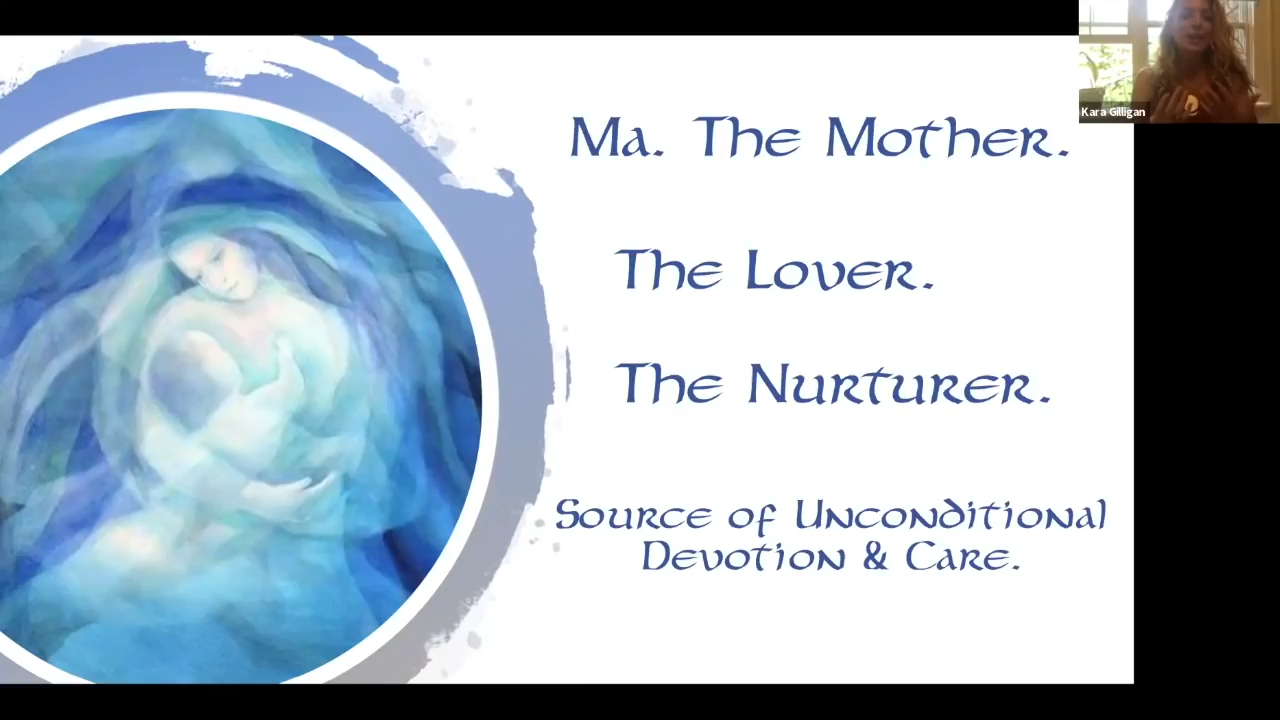 Kara Gilligan
Ma. The Mother.
The Lover.
The Nurturer.
Source of Unconditional
Devotion & Care.